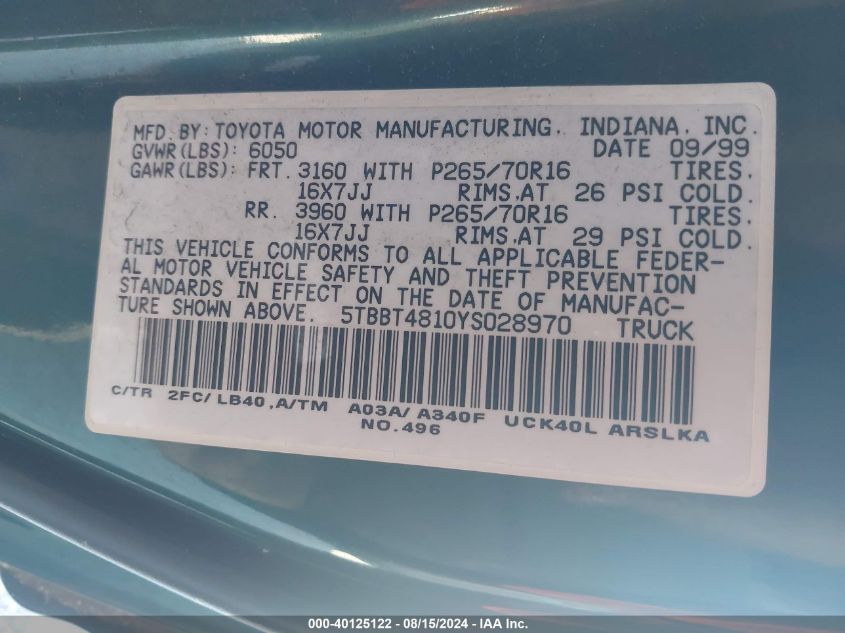 MFD. BY: TOYOTA MOTOR MANUFACTURING, INDIANA, INC.
GVWR(LBS): 6050 DATE 09/99
GAWR(LBS): FRT. 3160 WITH P265/70R16 TIRES.
16X7JJ RIMS.AT 26 PSI COLD.
RR. 3960 WITH P265/70R16 TIRES.
16X7JJ RIMS.AT 29 PSI COLD.
THIS VEHICLE CONFORMS TO ALL APPLICABLE FEDER-
AL MOTOR VEHICLE SAFETY AND THEFT PREVENTION
STANDARDS IN EFFECT ON THE DATE OF MANUFAC-
TURE SHOWN ABOVE. 5TBBT4810YS028970 TRUCK
C/TR 2FC/ LB40,A/TM A03A/ A340F UCK40L ARSLKA
NO.496
000-40125122 - 08/15/2024 - IAA Inc.